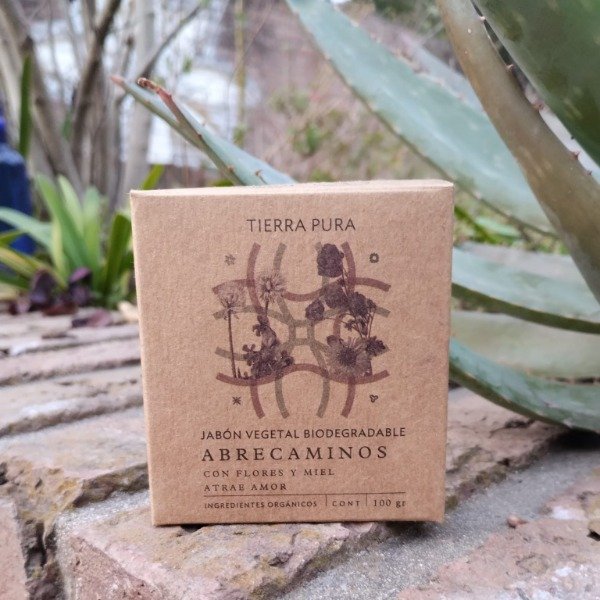 TIERRA PURA
JABÓN VEGETAL BIODEGRADABLE
ABRECAMINOS
CON FLORES Y MIEL
ATRAE AMOR
INGREDIENTES ORGÁNICOS | CONT | 100 gr